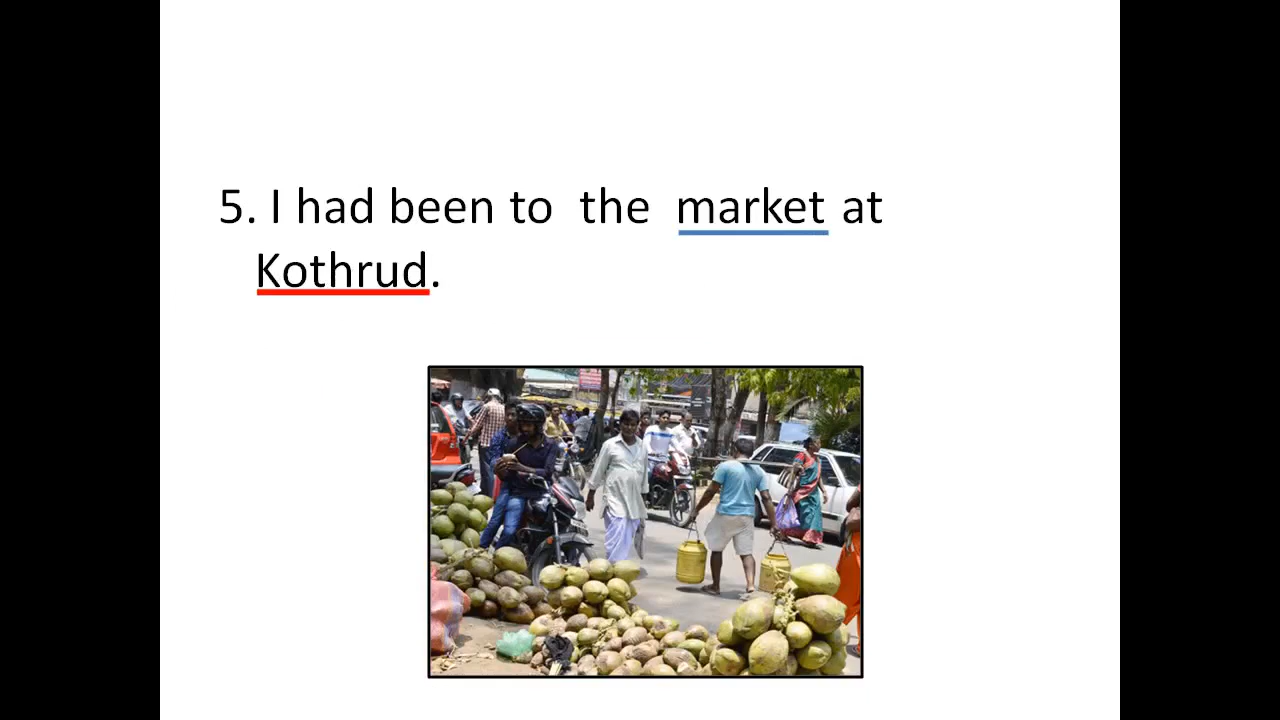 5. I had been to the market at
Kothrud.